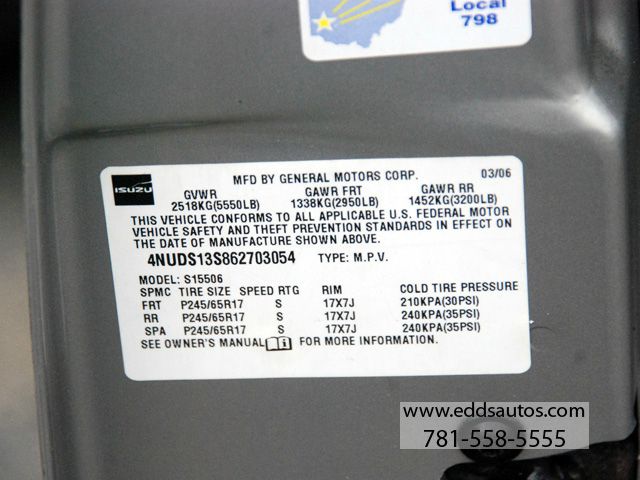 Local
798
ISUZU
MFD BY GENERAL MOTORS CORP. 03/06
GVWR GAWR FRT GAWR RR
2518KG(5550LB) 1338KG(2950LB) 1452KG(3200LB)
THIS VEHICLE CONFORMS TO ALL APPLICABLE U.S. FEDERAL MOTOR
VEHICLE SAFETY AND THEFT PREVENTION STANDARDS IN EFFECT ON
THE DATE OF MANUFACTURE SHOWN ABOVE.
4NUDS13S862703054 TYPE: M.P.V.
MODEL: S15506
SPMC TIRE SIZE SPEED RTG RIM COLD TIRE PRESSURE
FRT P245/65R17 S 17X7J 210KPA(30PSI)
RR P245/65R17 S 17X7J 240KPA(35PSI)
SPA P245/65R17 S 17X7J 240KPA(35PSI)
SEE OWNER'S MANUAL FOR MORE INFORMATION.
www.eddsautos.com
781-558-5555